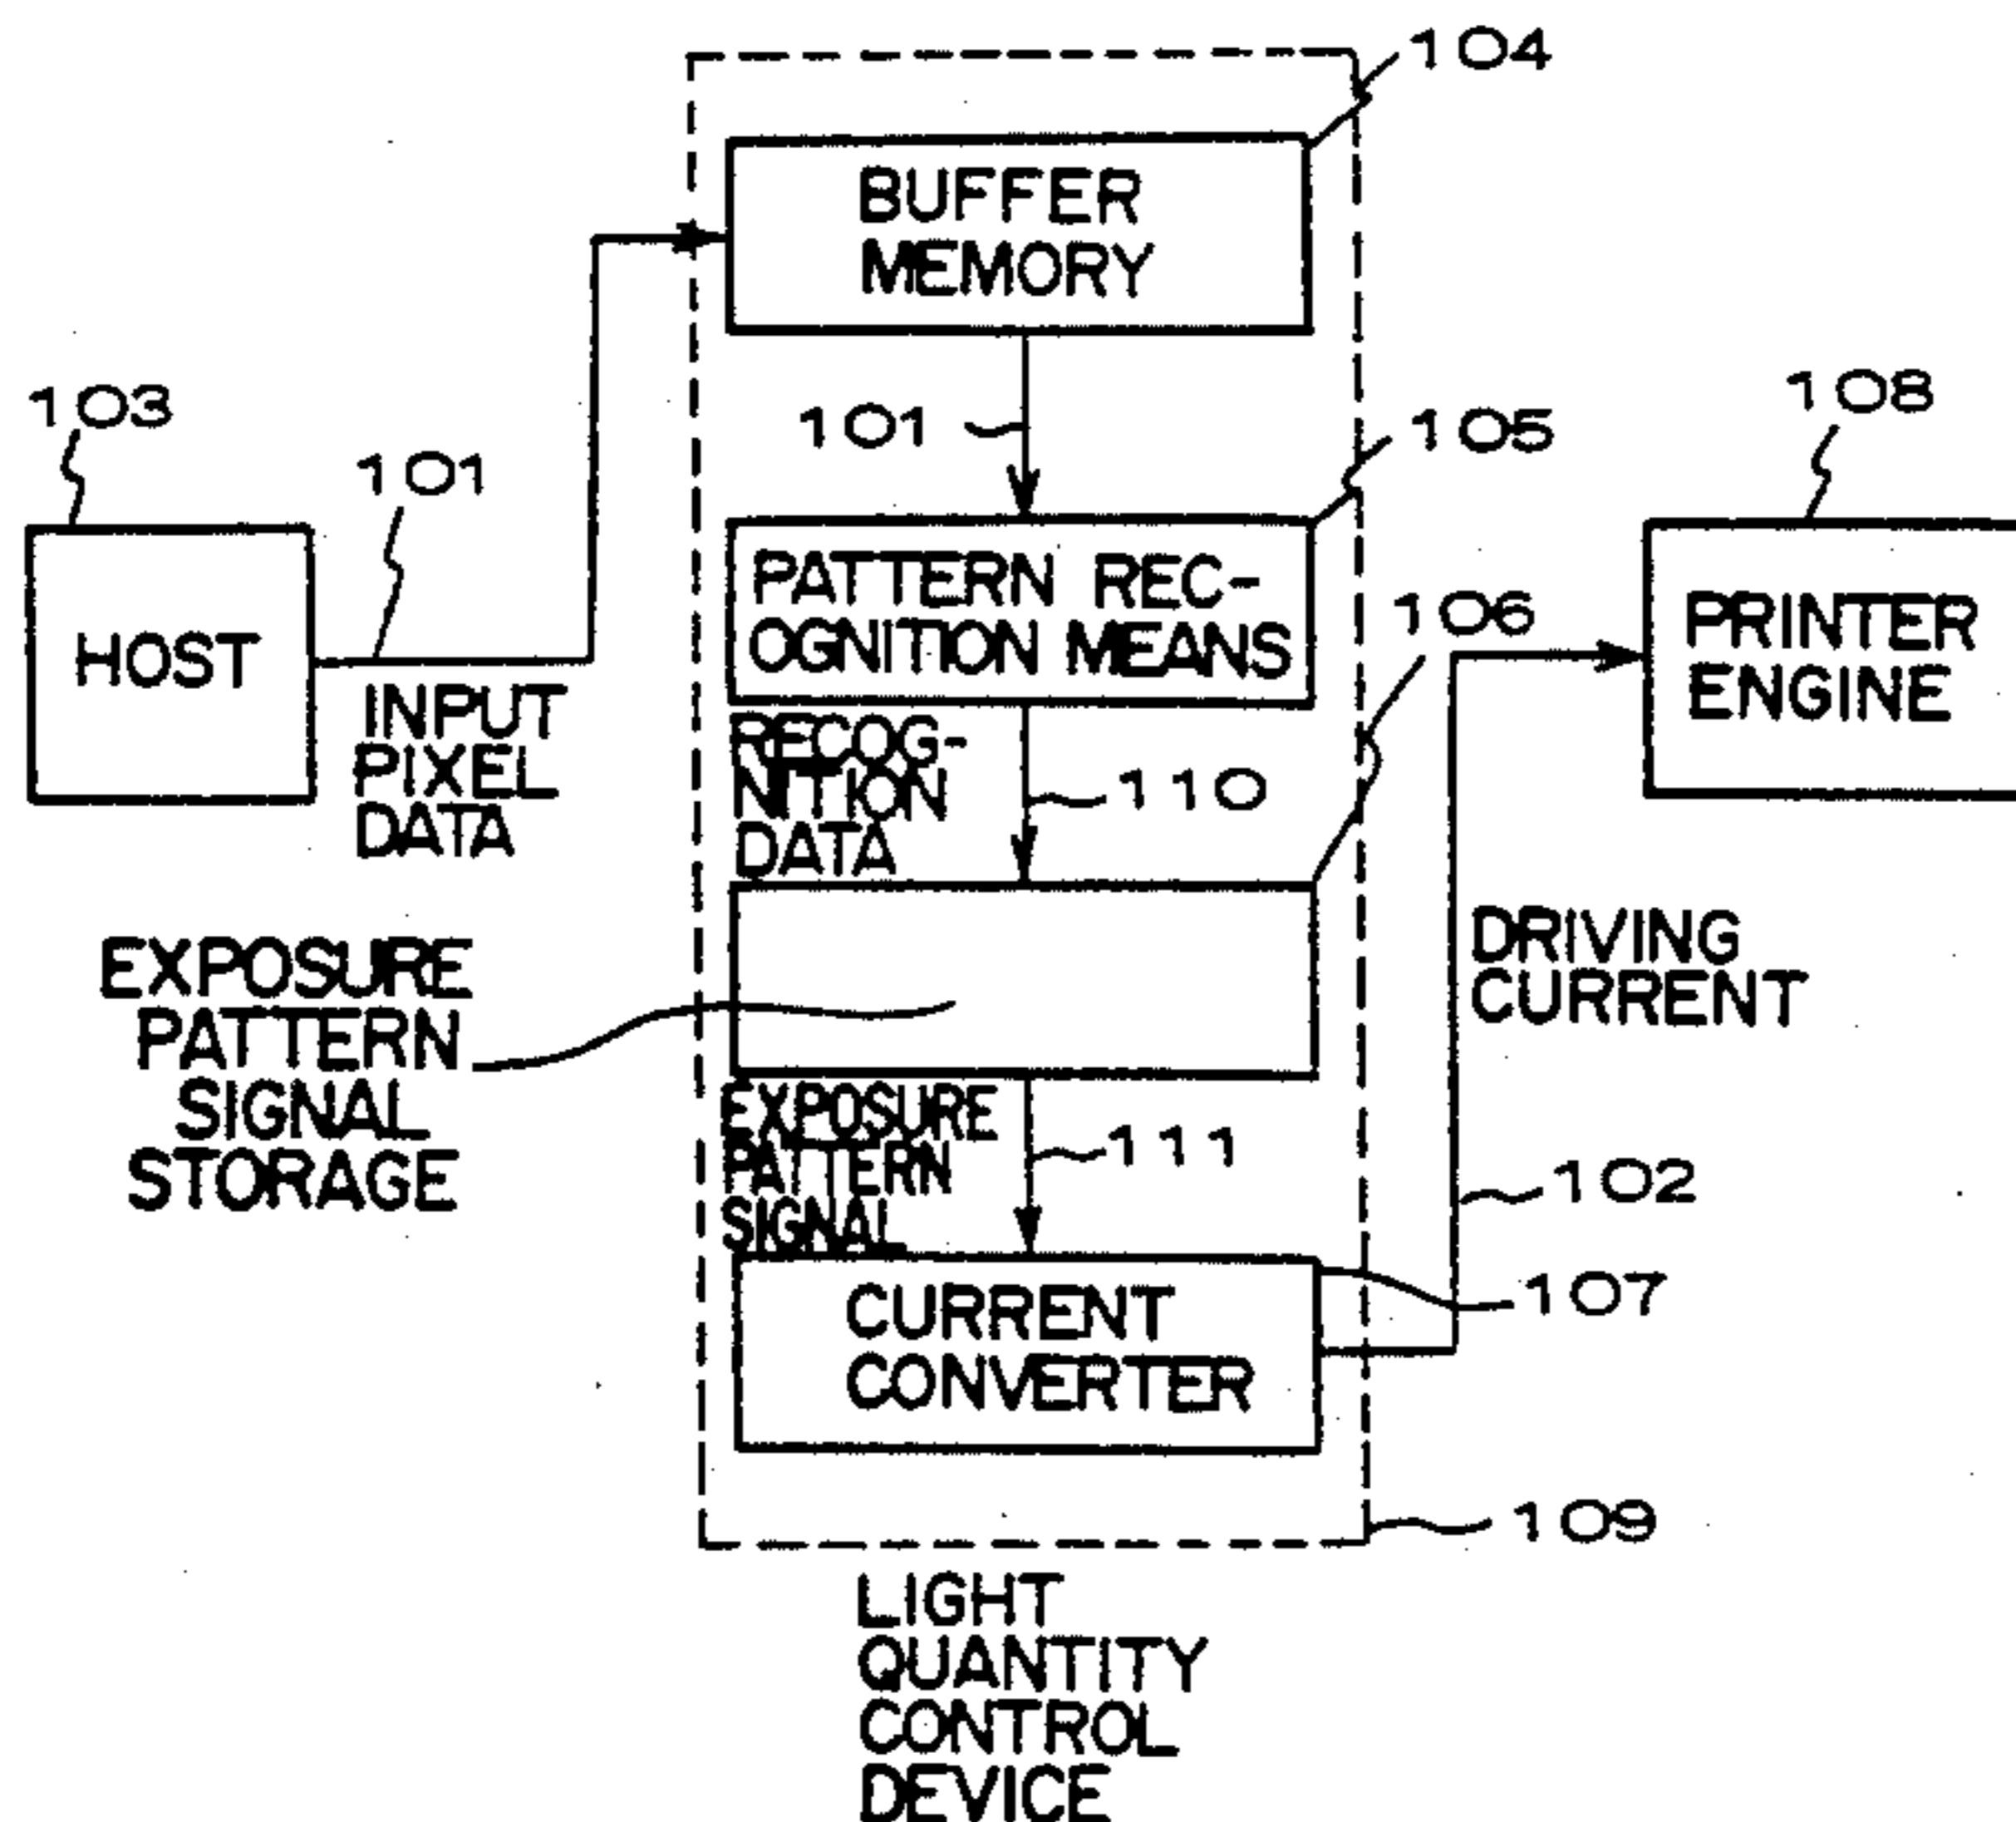 104
BUFFER
MEMORY
103
101
101
105
108
HOST
PATTERN REC-
OGNITION MEANS
106
PRINTER
ENGINE
INPUT
PIXEL
DATA
RECOG-
NITION
DATA
110
EXPOSURE
PATTERN
SIGNAL
STORAGE
DRIVING
CURRENT
EXPOSURE
PATTERN
SIGNAL
111
102
CURRENT
CONVERTER
107
109
LIGHT
QUANTITY
CONTROL
DEVICE